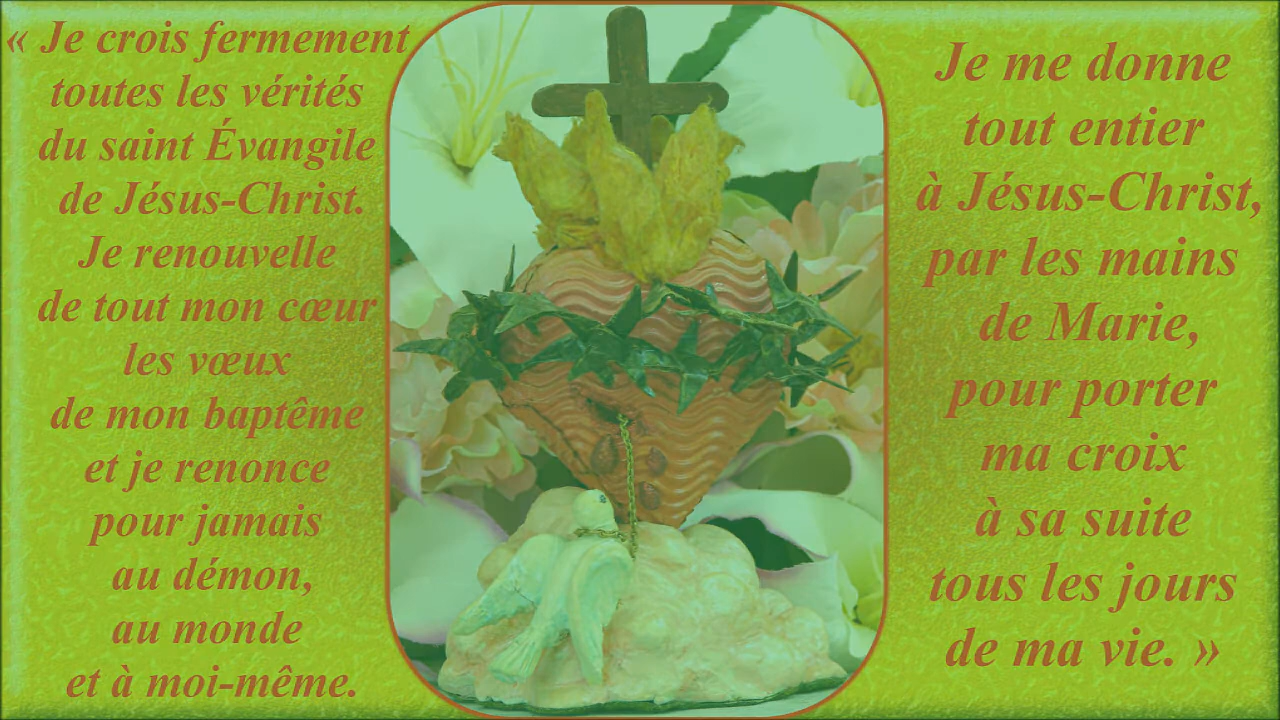 « Je crois fermement
toutes les vérités
du saint Évangile
de Jésus-Christ.
Je renouvelle
de tout mon cœur
les vœux
de mon baptême
et je renonce
pour jamais
au démon,
au monde
et à moi-même.
Je me donne
tout entier
à Jésus-Christ,
par les mains
de Marie,
pour porter
ma croix
à sa suite
tous les jours
de ma vie. »